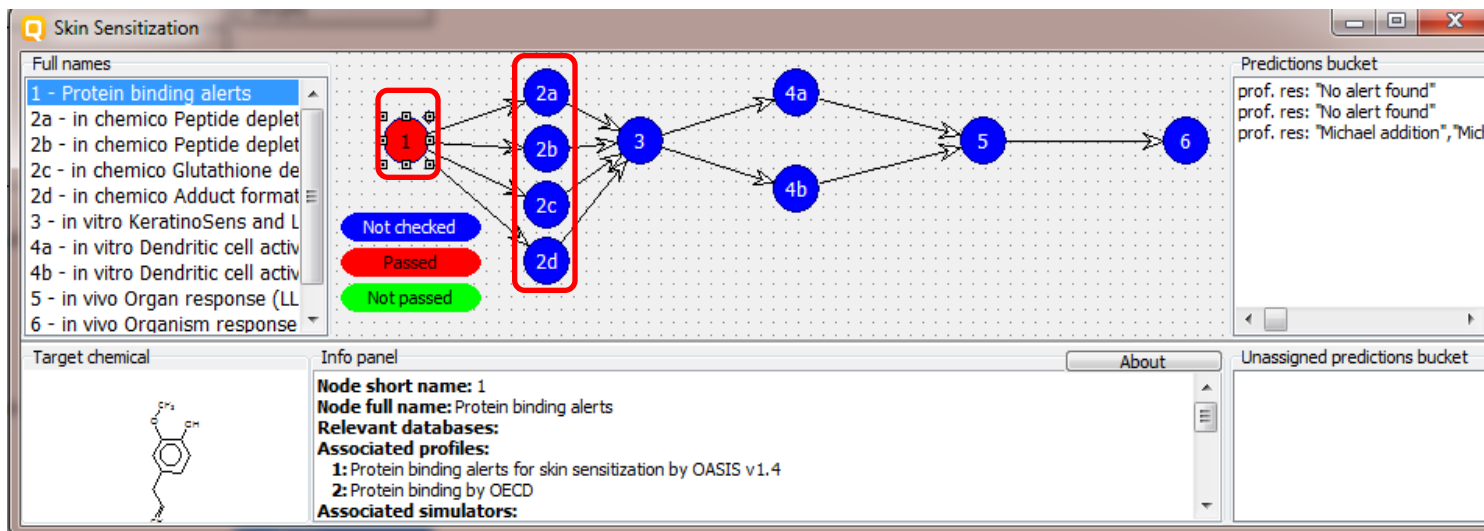 Skin Sensitization
Full names
1 - Protein binding alerts
2a - in chemico Peptide deplet
2b - in chemico Peptide deplet
2c - in chemico Glutathione de
2d - in chemico Adduct format
3 - in vitro KeratinoSens and L
4a - in vitro Dendritic cell activ
4b - in vitro Dendritic cell activ
5 - in vivo Organ response (LL
6 - in vivo Organism response
1
2a
2b
2c
2d
3
4a
4b
5
6
Not checked
Passed
Not passed
Predictions bucket
prof. res: "No alert found"
prof. res: "No alert found"
prof. res: "Michael addition","Mich
Target chemical
CH₃
O
OH
Info panel
About
Node short name: 1
Node full name: Protein binding alerts
Relevant databases:
Associated profiles:
1: Protein binding alerts for skin sensitization by OASIS v1.4
2: Protein binding by OECD
Associated simulators:
Unassigned predictions bucket